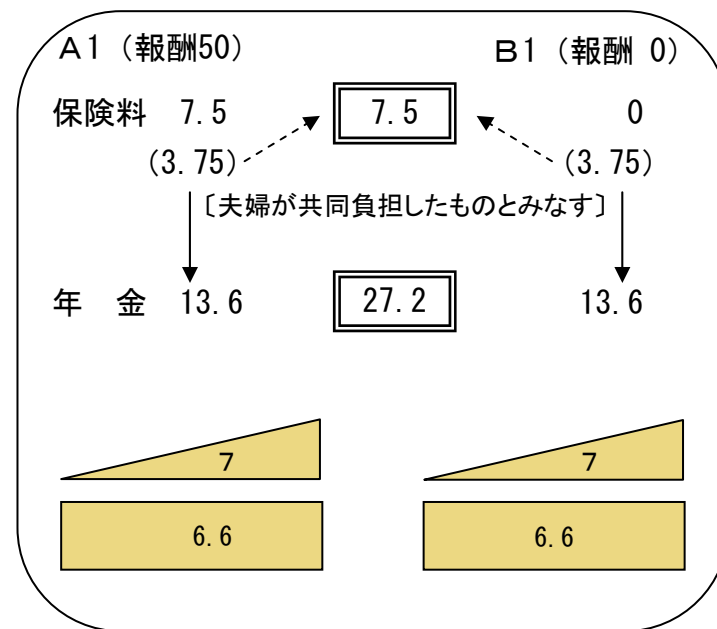 A1（報酬50） B1（報酬 0）
保険料 7.5 7.5 0
(3.75) (3.75)
〔夫婦が共同負担したものとみなす〕
年 金 13.6 27.2 13.6
7 7
6.6 6.6